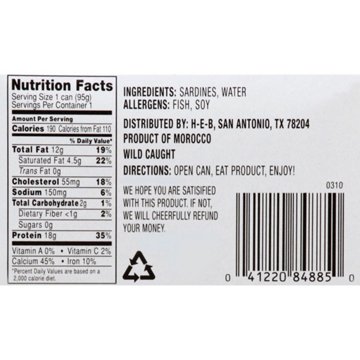 Nutrition Facts
Serving Size 1 can (95g)
Servings Per Container 1
Amount Per Serving
Calories 190 Calories from Fat 110
% Daily Value*
Total Fat 12g 19%
Saturated Fat 4.5g 22%
Trans Fat 0g
Cholesterol 55mg 18%
Sodium 150mg 6%
Total Carbohydrate 2g 1%
Dietary Fiber <1g 2%
Sugars 0g
Protein 18g 35%
Vitamin A 0% • Vitamin C 2%
Calcium 45% • Iron 10%
*Percent Daily Values are based on a
2,000 calorie diet.
INGREDIENTS: SARDINES, WATER
ALLERGENS: FISH, SOY
DISTRIBUTED BY: H-E-B, SAN ANTONIO, TX 78204
PRODUCT OF MOROCCO
WILD CAUGHT
DIRECTIONS: OPEN CAN, EAT PRODUCT, ENJOY!
WE HOPE YOU ARE SATISFIED
WITH THIS PRODUCT. IF NOT,
WE WILL CHEERFULLY REFUND
YOUR MONEY.
0310
0 41220 84885 0